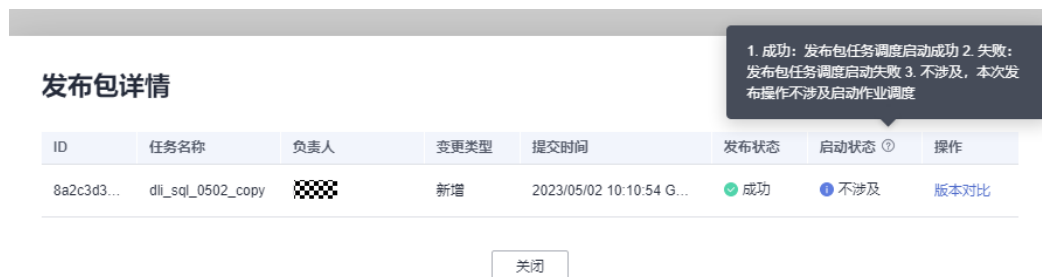 1. 成功：发布包任务调度启动成功 2. 失败：
发布包任务调度启动失败 3. 不涉及，本次发
布操作不涉及启动作业调度
发布包详情
ID 任务名称 负责人 变更类型 提交时间 发布状态 启动状态 操作
8a2c3d3... dli_sql_0502_copy 新增 2023/05/02 10:10:54 G... 成功 不涉及 版本对比
关闭